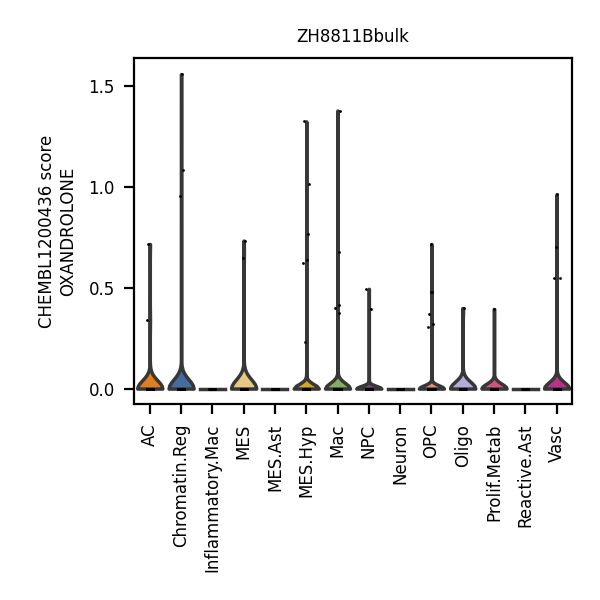 ZH8811Bbulk
CHEMBL1200436 score
OXANDROLONE
1.5
1.0
0.5
0.0
AC
Chromatin.Reg
Inflammatory.Mac
MES
MES.Ast
MES.Hyp
Mac
NPC
Neuron
OPC
Oligo
Prolif.Metab
Reactive.Ast
Vasc